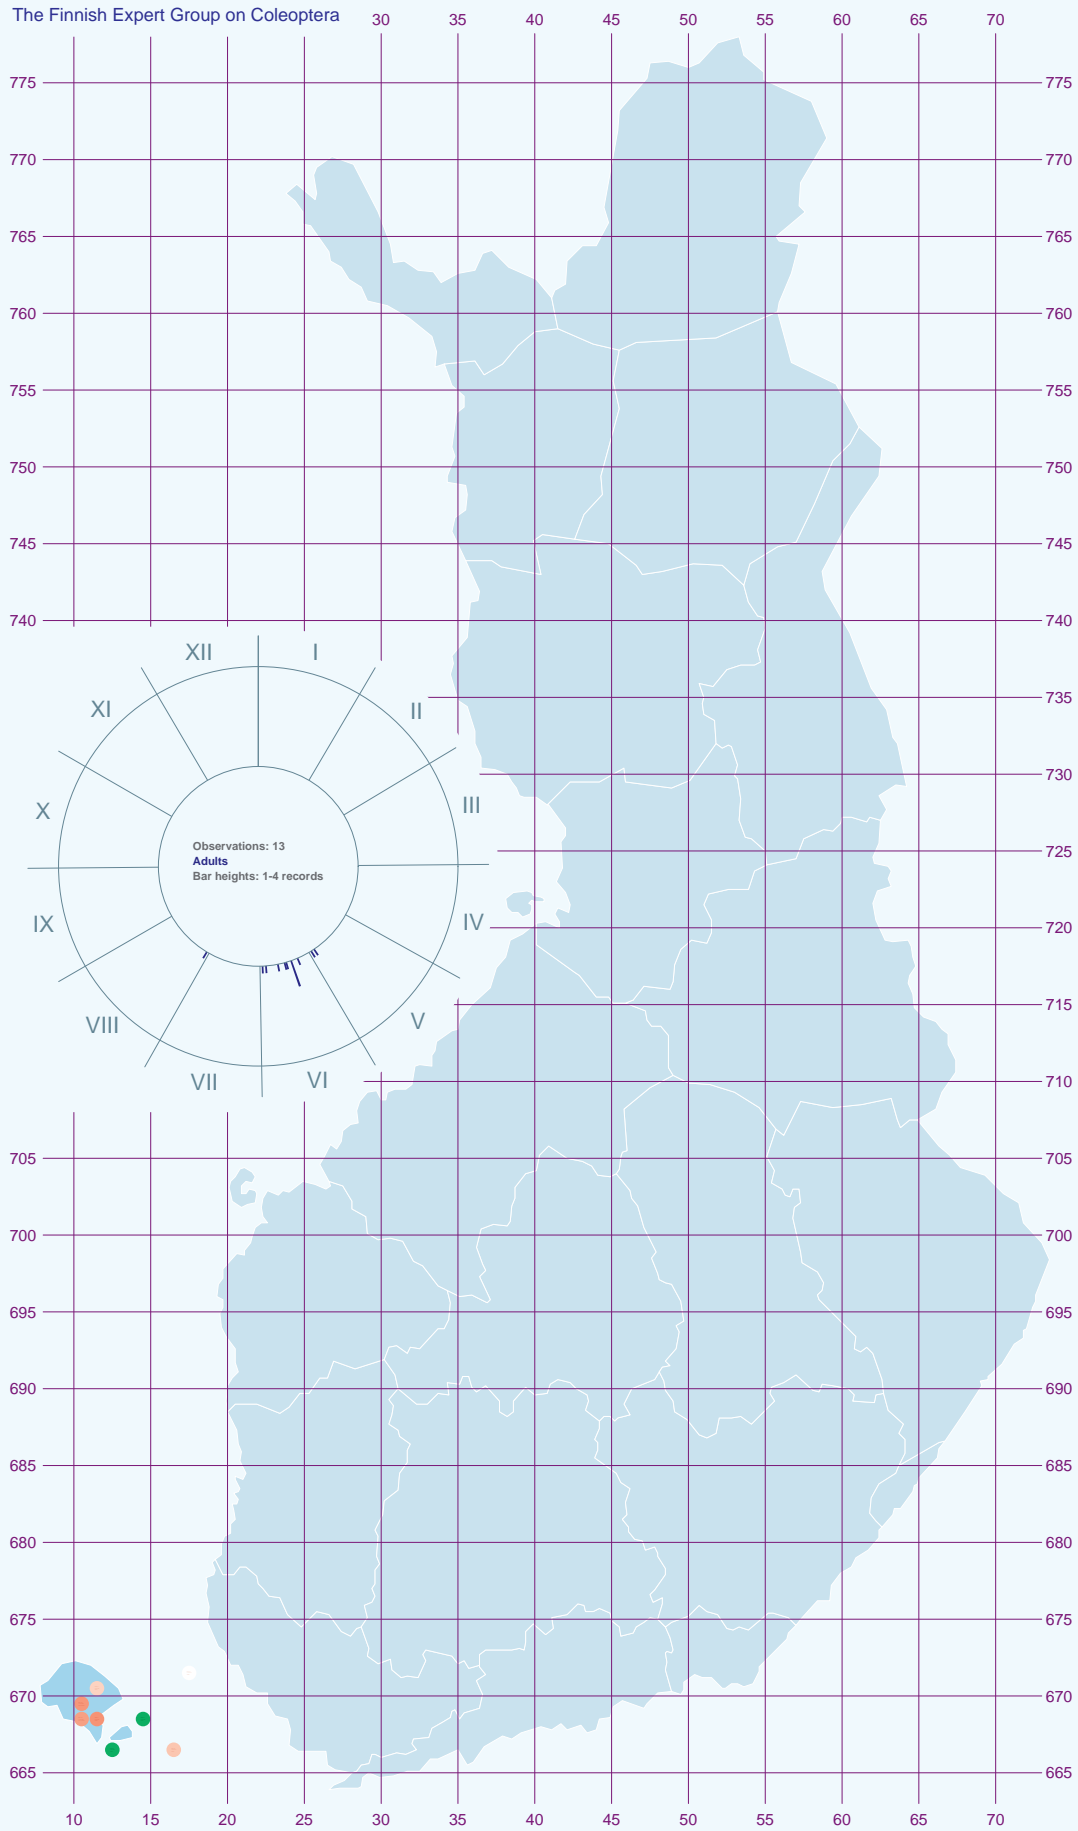 The Finnish Expert Group on Coleoptera
30 35 40 45 50 55 60 65 70
775 775
770 770
765 765
760 760
755 755
750 750
745 745
740 740
XII I
XI II
735
730
X III
725
Observations: 13
Adults
Bar heights: 1-4 records
IX IV
720
715
VIII V
VII VI
710 710
705 705
700 700
695 695
690 690
685 685
680 680
675 675
670 670
665 665
10 15 20 25 30 35 40 45 50 55 60 65 70